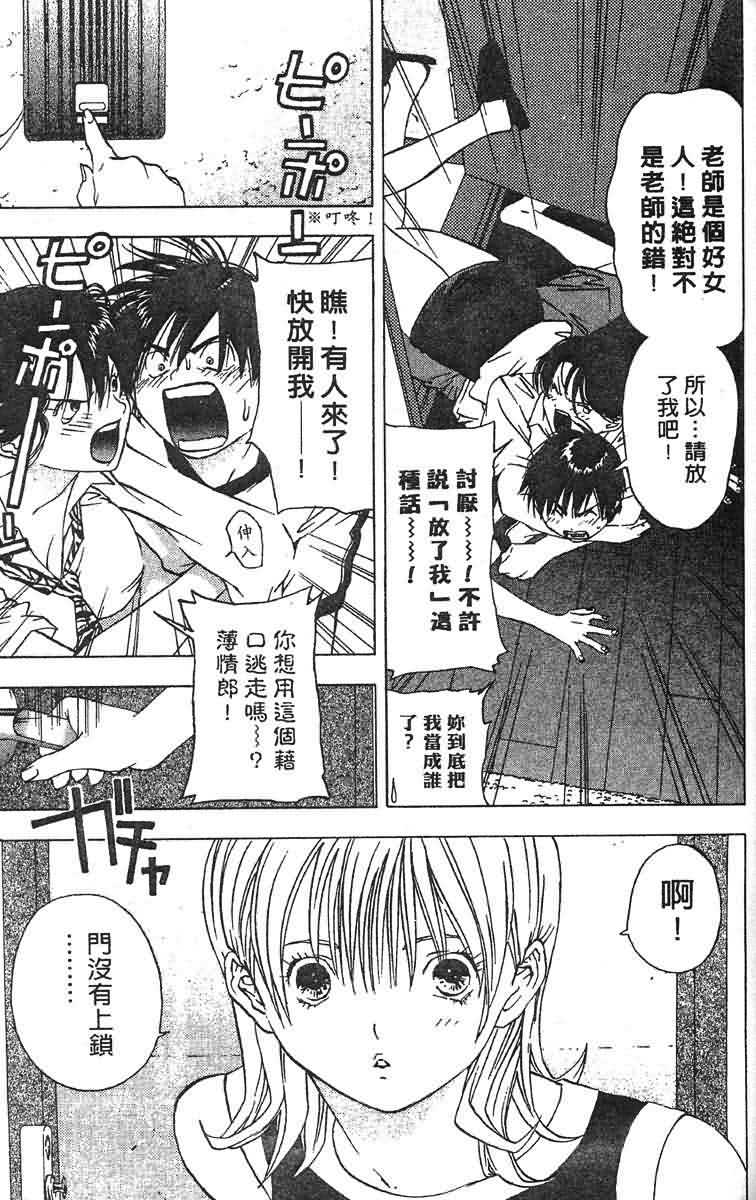 老師是個好女
人！這絕對不
是老師的錯！
所以…請放
了我吧！
討厭～～～！不許
說「放了我」這
種話～～～！
妳到底把
我當成誰
了？
ピーンポーン
※叮咚！
瞧！有人來了！
快放開我——！
ピーンポーン
伸入
你想用這個藉
口逃走嗎～～？
薄情郎！
ガチャ
啊！
門沒有上鎖
………